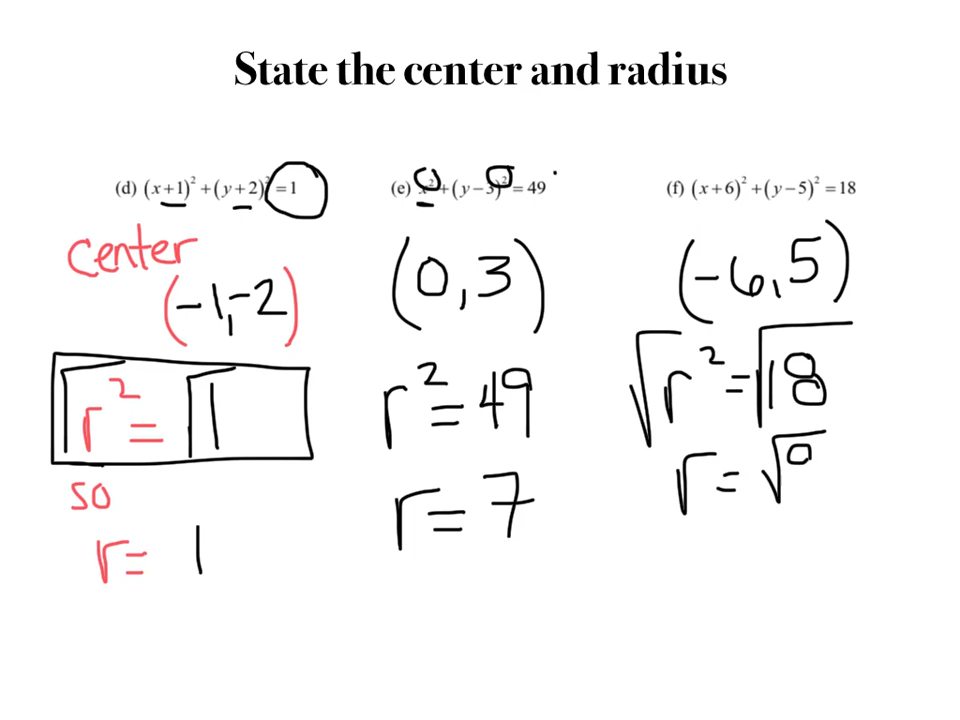 State the center and radius
(d) (x+1)² + (y+2)² = 1
(e) x² + (y−3)² = 49
(f) (x+6)² + (y−5)² = 18
center
(-1,-2)
(0,3)
(-6,5)
√r² = √1
r² = 49
√r² = √18
so
r = 1
r = 7
r = √